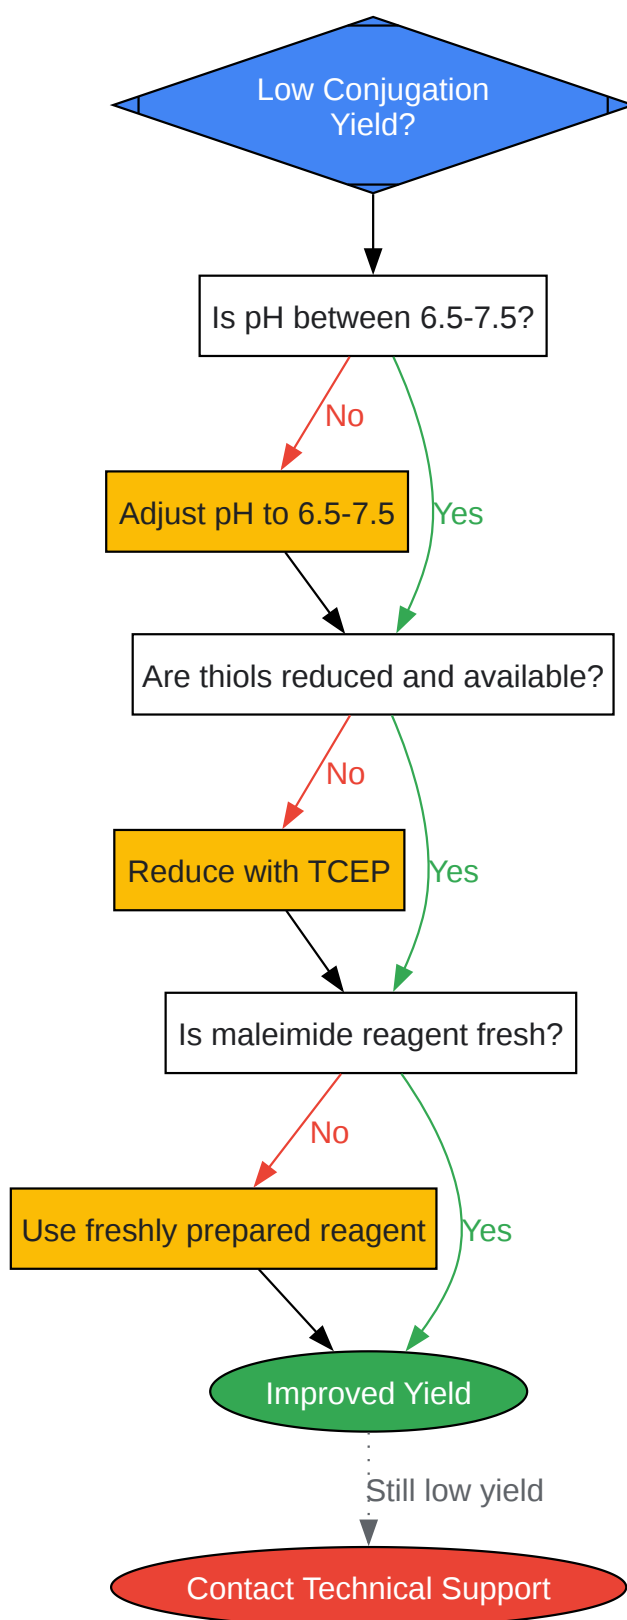 Low Conjugation
Yield?
Is pH between 6.5-7.5?
No
Adjust pH to 6.5-7.5
Yes
Are thiols reduced and available?
No
Reduce with TCEP
Yes
Is maleimide reagent fresh?
No
Use freshly prepared reagent
Yes
Improved Yield
Still low yield
Contact Technical Support